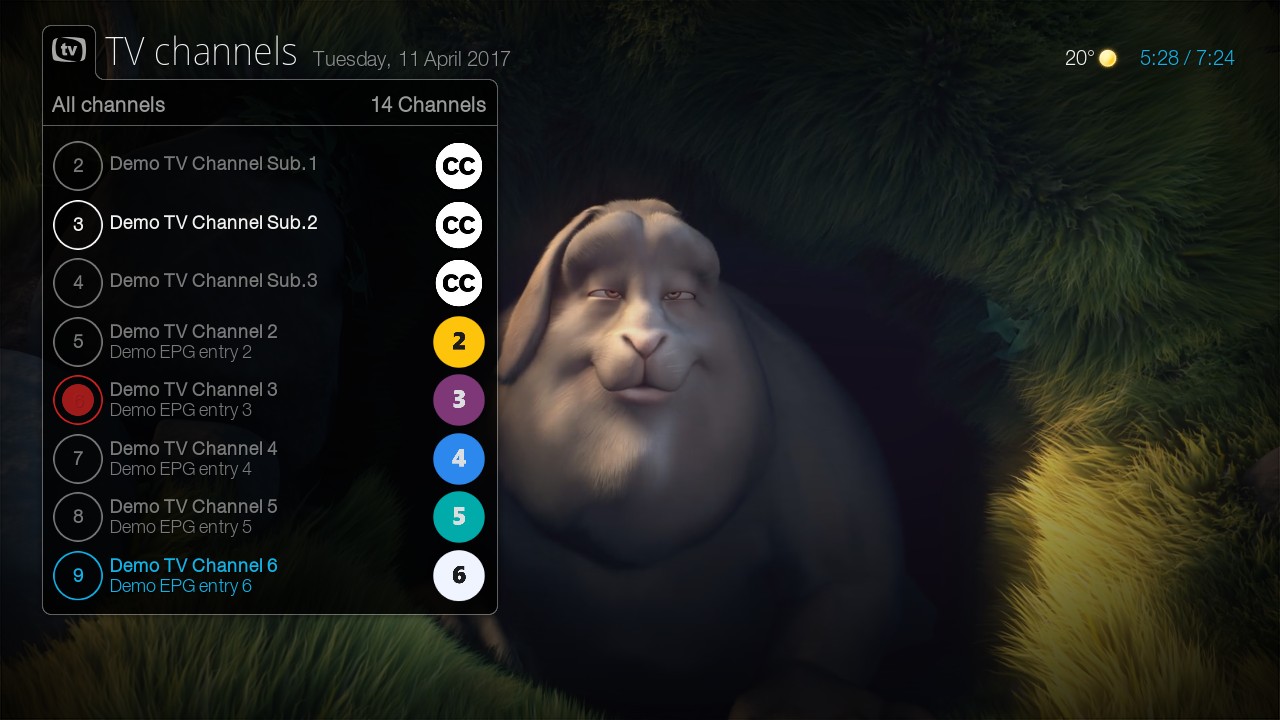 tv TV channels Tuesday, 11 April 2017 20° 5:28 / 7:24
All channels 14 Channels
2 Demo TV Channel Sub.1 CC
3 Demo TV Channel Sub.2 CC
4 Demo TV Channel Sub.3 CC
5 Demo TV Channel 2 2
Demo EPG entry 2
6 Demo TV Channel 3 3
Demo EPG entry 3
7 Demo TV Channel 4 4
Demo EPG entry 4
8 Demo TV Channel 5 5
Demo EPG entry 5
9 Demo TV Channel 6 6
Demo EPG entry 6